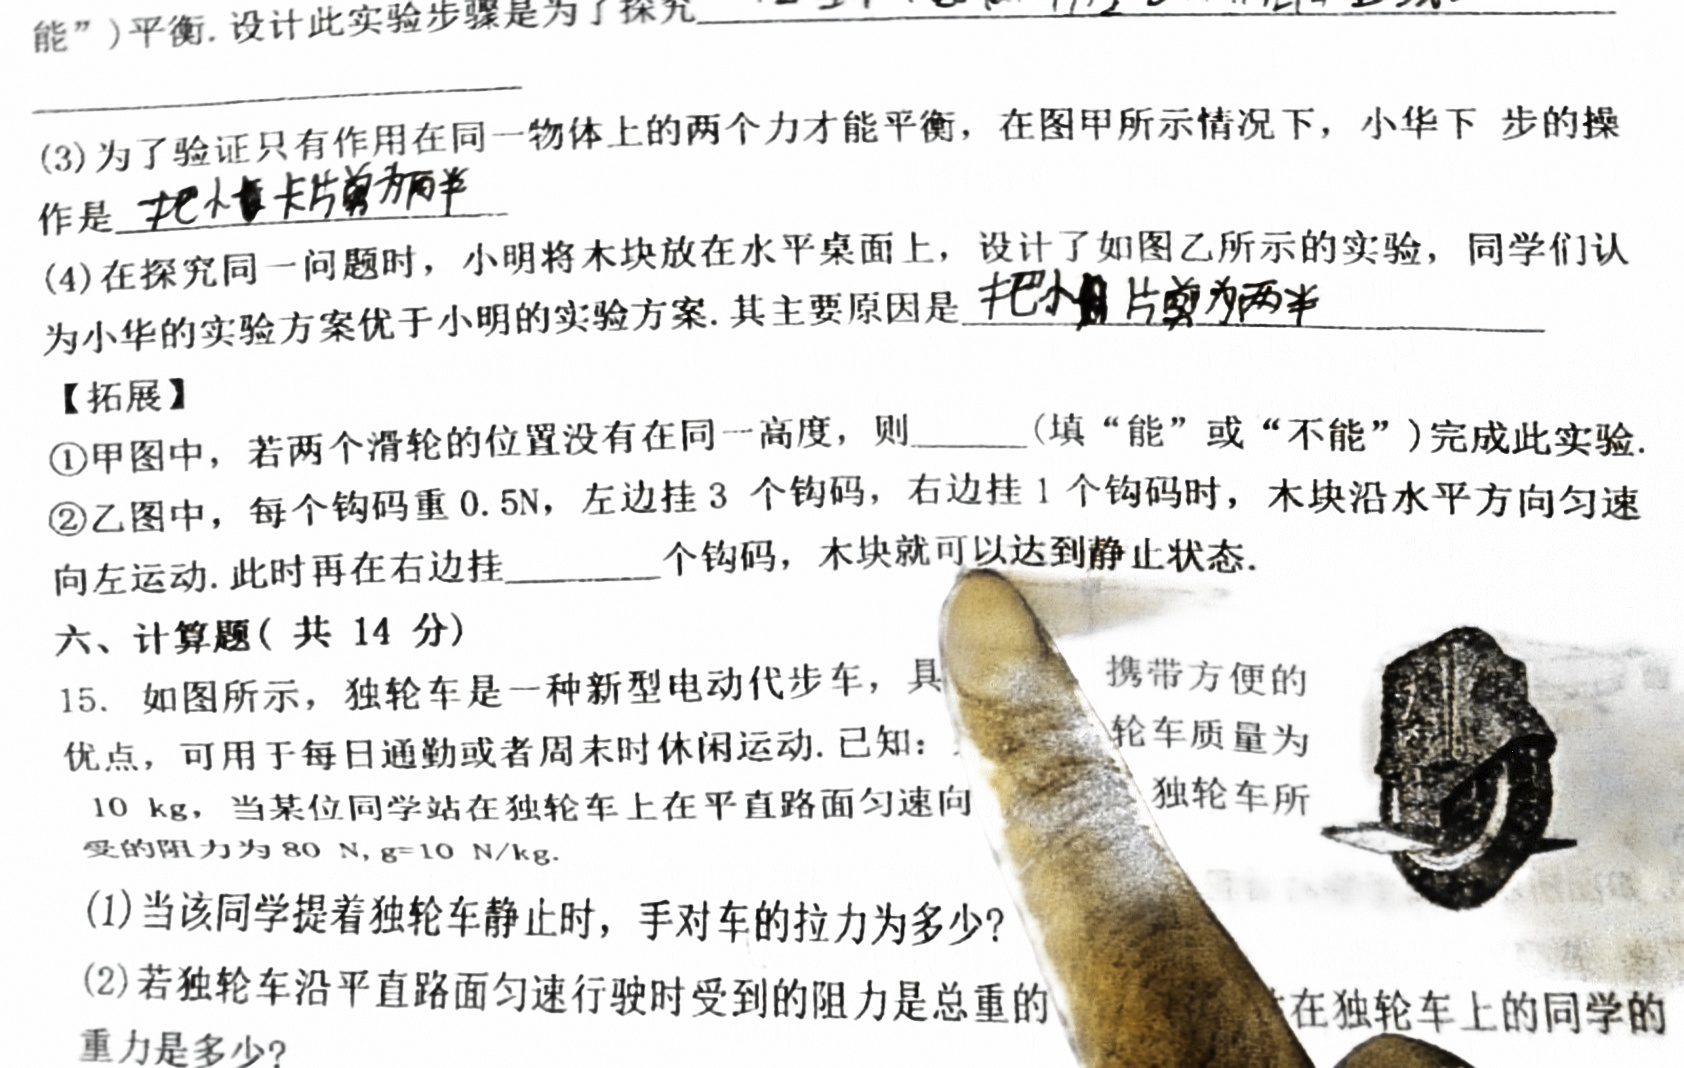 能”)平衡.设计此实验步骤是为了探究
(3)为了验证只有作用在同一物体上的两个力才能平衡，在图甲所示情况下，小华下 步的操
作是 把小卡片剪为两半
(4)在探究同一问题时，小明将木块放在水平桌面上，设计了如图乙所示的实验，同学们认
为小华的实验方案优于小明的实验方案.其主要原因是 把小 片剪为两半
【拓展】
①甲图中，若两个滑轮的位置没有在同一高度，则______(填“能”或“不能”)完成此实验.
②乙图中，每个钩码重0.5N，左边挂3 个钩码，右边挂1个钩码时，木块沿水平方向匀速
向左运动.此时再在右边挂________个钩码，木块就可以达到静止状态.
六、计算题( 共 14 分)
15. 如图所示，独轮车是一种新型电动代步车，具 携带方便的
优点，可用于每日通勤或者周末时休闲运动.已知： 轮车质量为
10 kg，当某位同学站在独轮车上在平直路面匀速向 独轮车所
受的阻力为80 N, g=10 N/kg.
(1)当该同学提着独轮车静止时，手对车的拉力为多少?
(2)若独轮车沿平直路面匀速行驶时受到的阻力是总重的 在独轮车上的同学的
重力是多少?